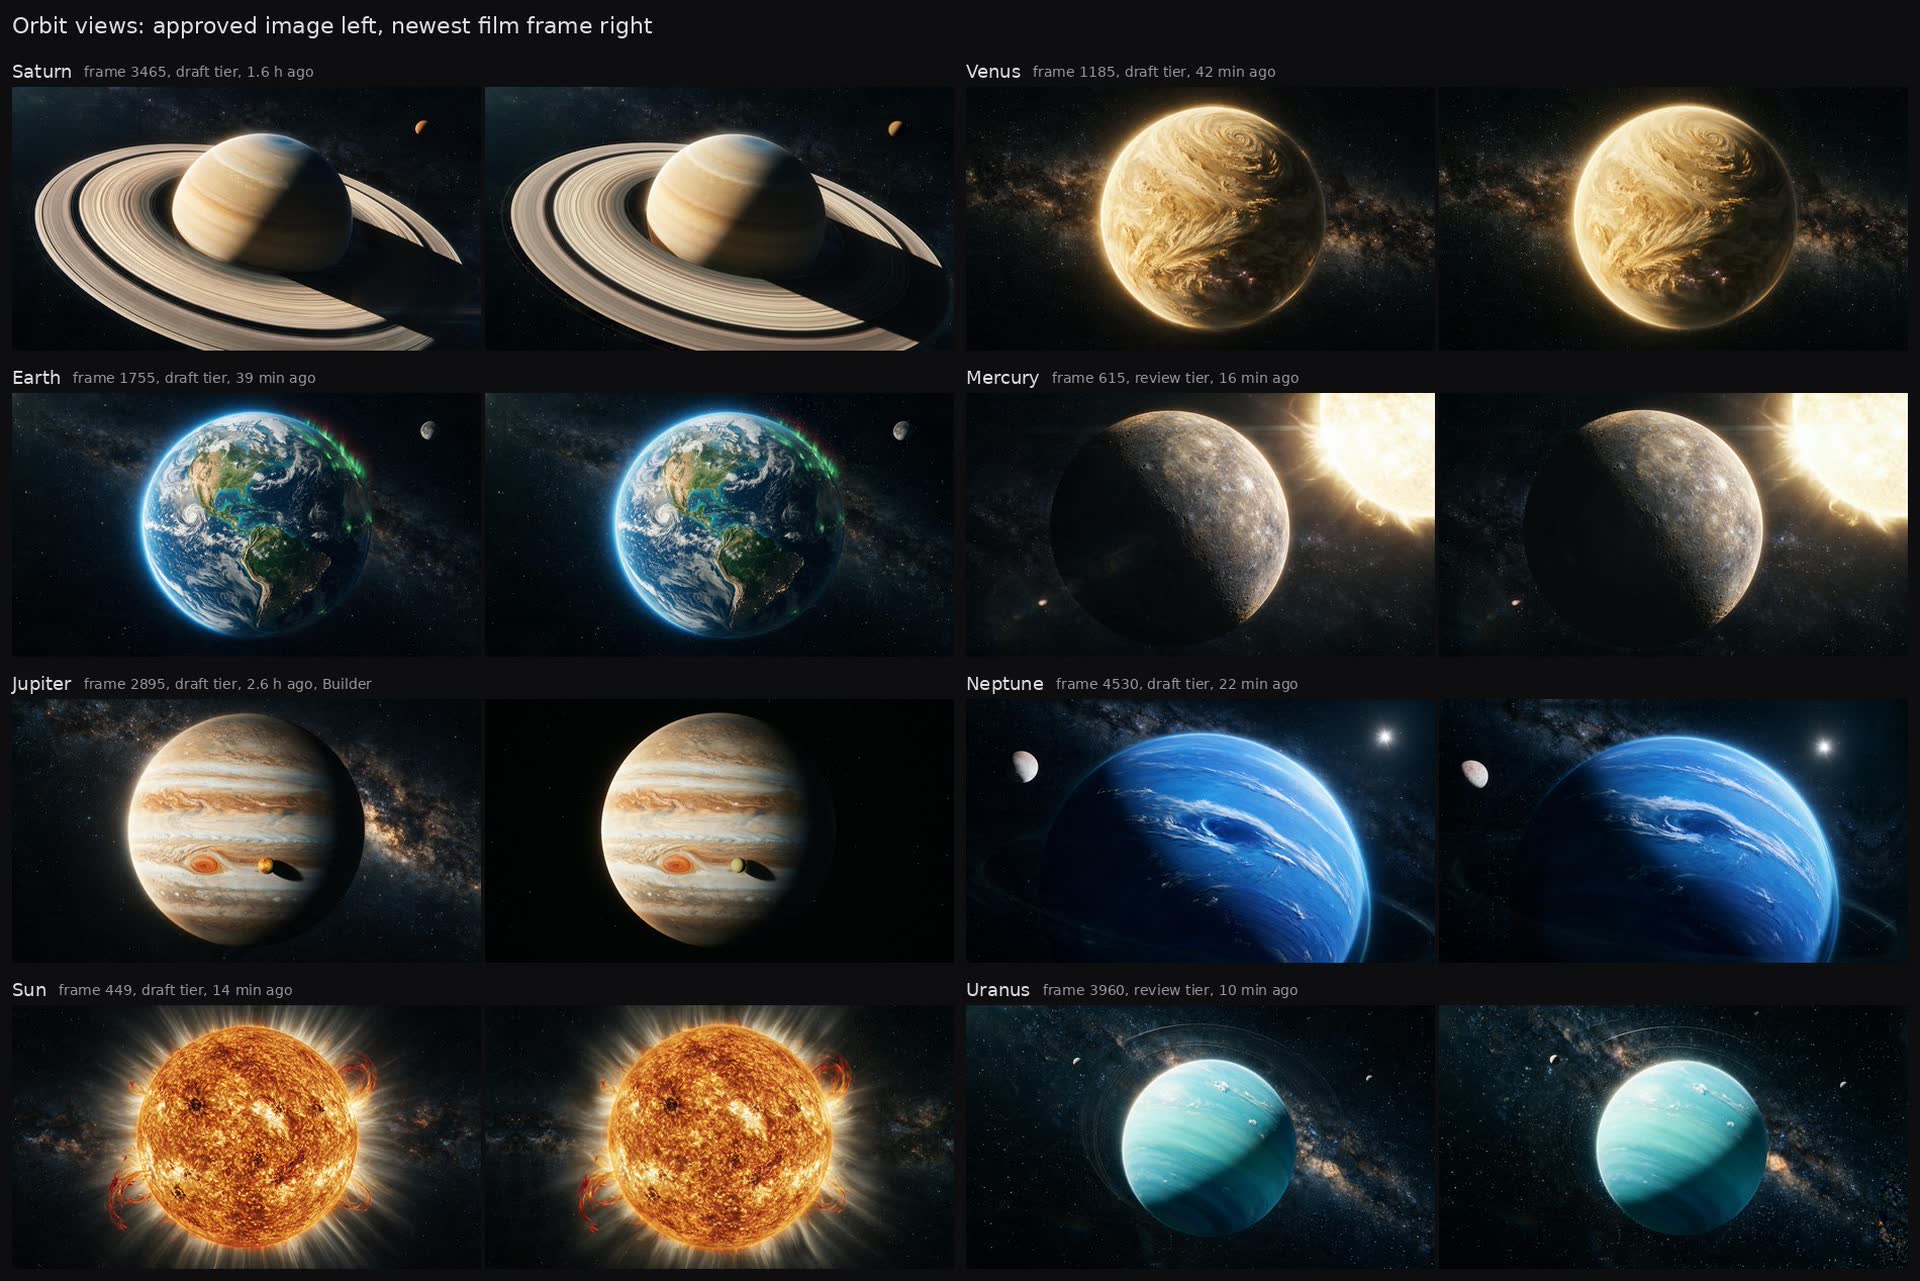 Orbit views: approved image left, newest film frame right
Saturn frame 3465, draft tier, 1.6 h ago
Venus frame 1185, draft tier, 42 min ago
Earth frame 1755, draft tier, 39 min ago
Mercury frame 615, review tier, 16 min ago
Jupiter frame 2895, draft tier, 2.6 h ago, Builder
Neptune frame 4530, draft tier, 22 min ago
Sun frame 449, draft tier, 14 min ago
Uranus frame 3960, review tier, 10 min ago